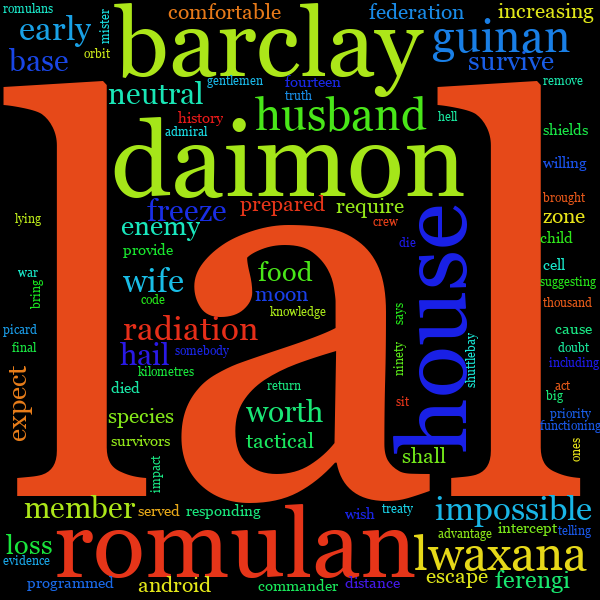 romulans
mister
comfortable
federation
increasing
early
barclay
guinan
base
orbit
survive
gentlemen
fourteen
remove
neutral
truth
husband
history
admiral
hell
shields
daimon
willing
lal
freeze
prepared
require
brought
lying
enemy
crew
zone
provide
die
house
child
war
wife
food
cell
bring
code
moon
suggesting
knowledge
says
thousand
picard
radiation
cause
final
hail
somebody
ninety
shuttlebay
doubt
kilometres
including
expect
died
return
act
sit
big
species
worth
priority
functioning
survivors
tactical
shall
ones
impact
telling
member
served
responding
wish
treaty
impossible
advantage
intercept
loss
romulan
lwaxana
evidence
programmed
android
commander
distance
escape
ferengi